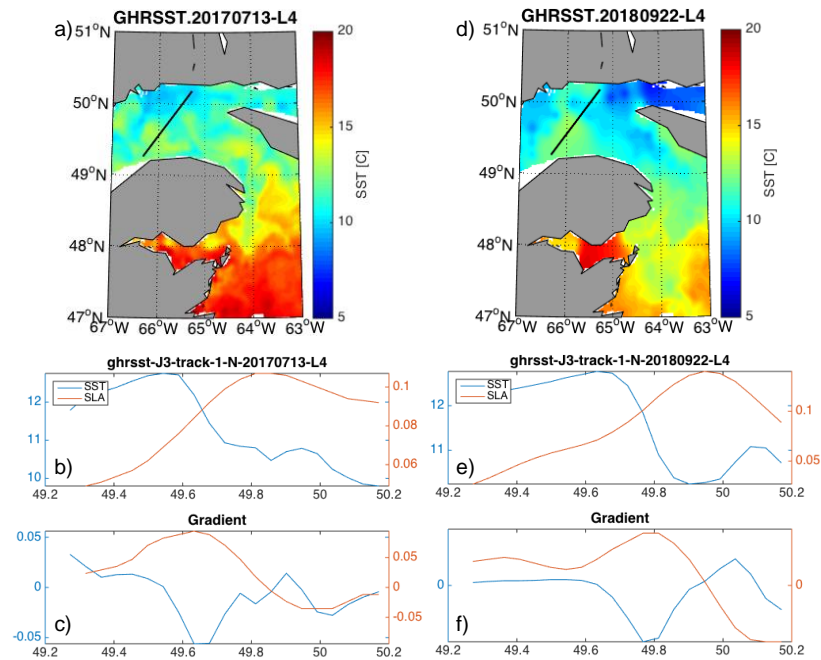 GHRSST.20170713-L4
a)
51°N
50°N
49°N
48°N
47°N
67°W 66°W 65°W 64°W 63°W
20
15
10
5
SST [C]
GHRSST.20180922-L4
d)
51°N
50°N
49°N
48°N
47°N
67°W 66°W 65°W 64°W 63°W
20
15
10
5
SST [C]
ghrsst-J3-track-1-N-20170713-L4
SST
SLA
12
11
10
0.1
0.08
0.06
0.04
b)
49.2 49.4 49.6 49.8 50 50.2
ghrsst-J3-track-1-N-20180922-L4
SST
SLA
12
11
0.1
0.05
e)
49.2 49.4 49.6 49.8 50 50.2
Gradient
0.05
0
-0.05
0.05
0
-0.05
c)
49.2 49.4 49.6 49.8 50 50.2
Gradient
0
0
f)
49.2 49.4 49.6 49.8 50 50.2